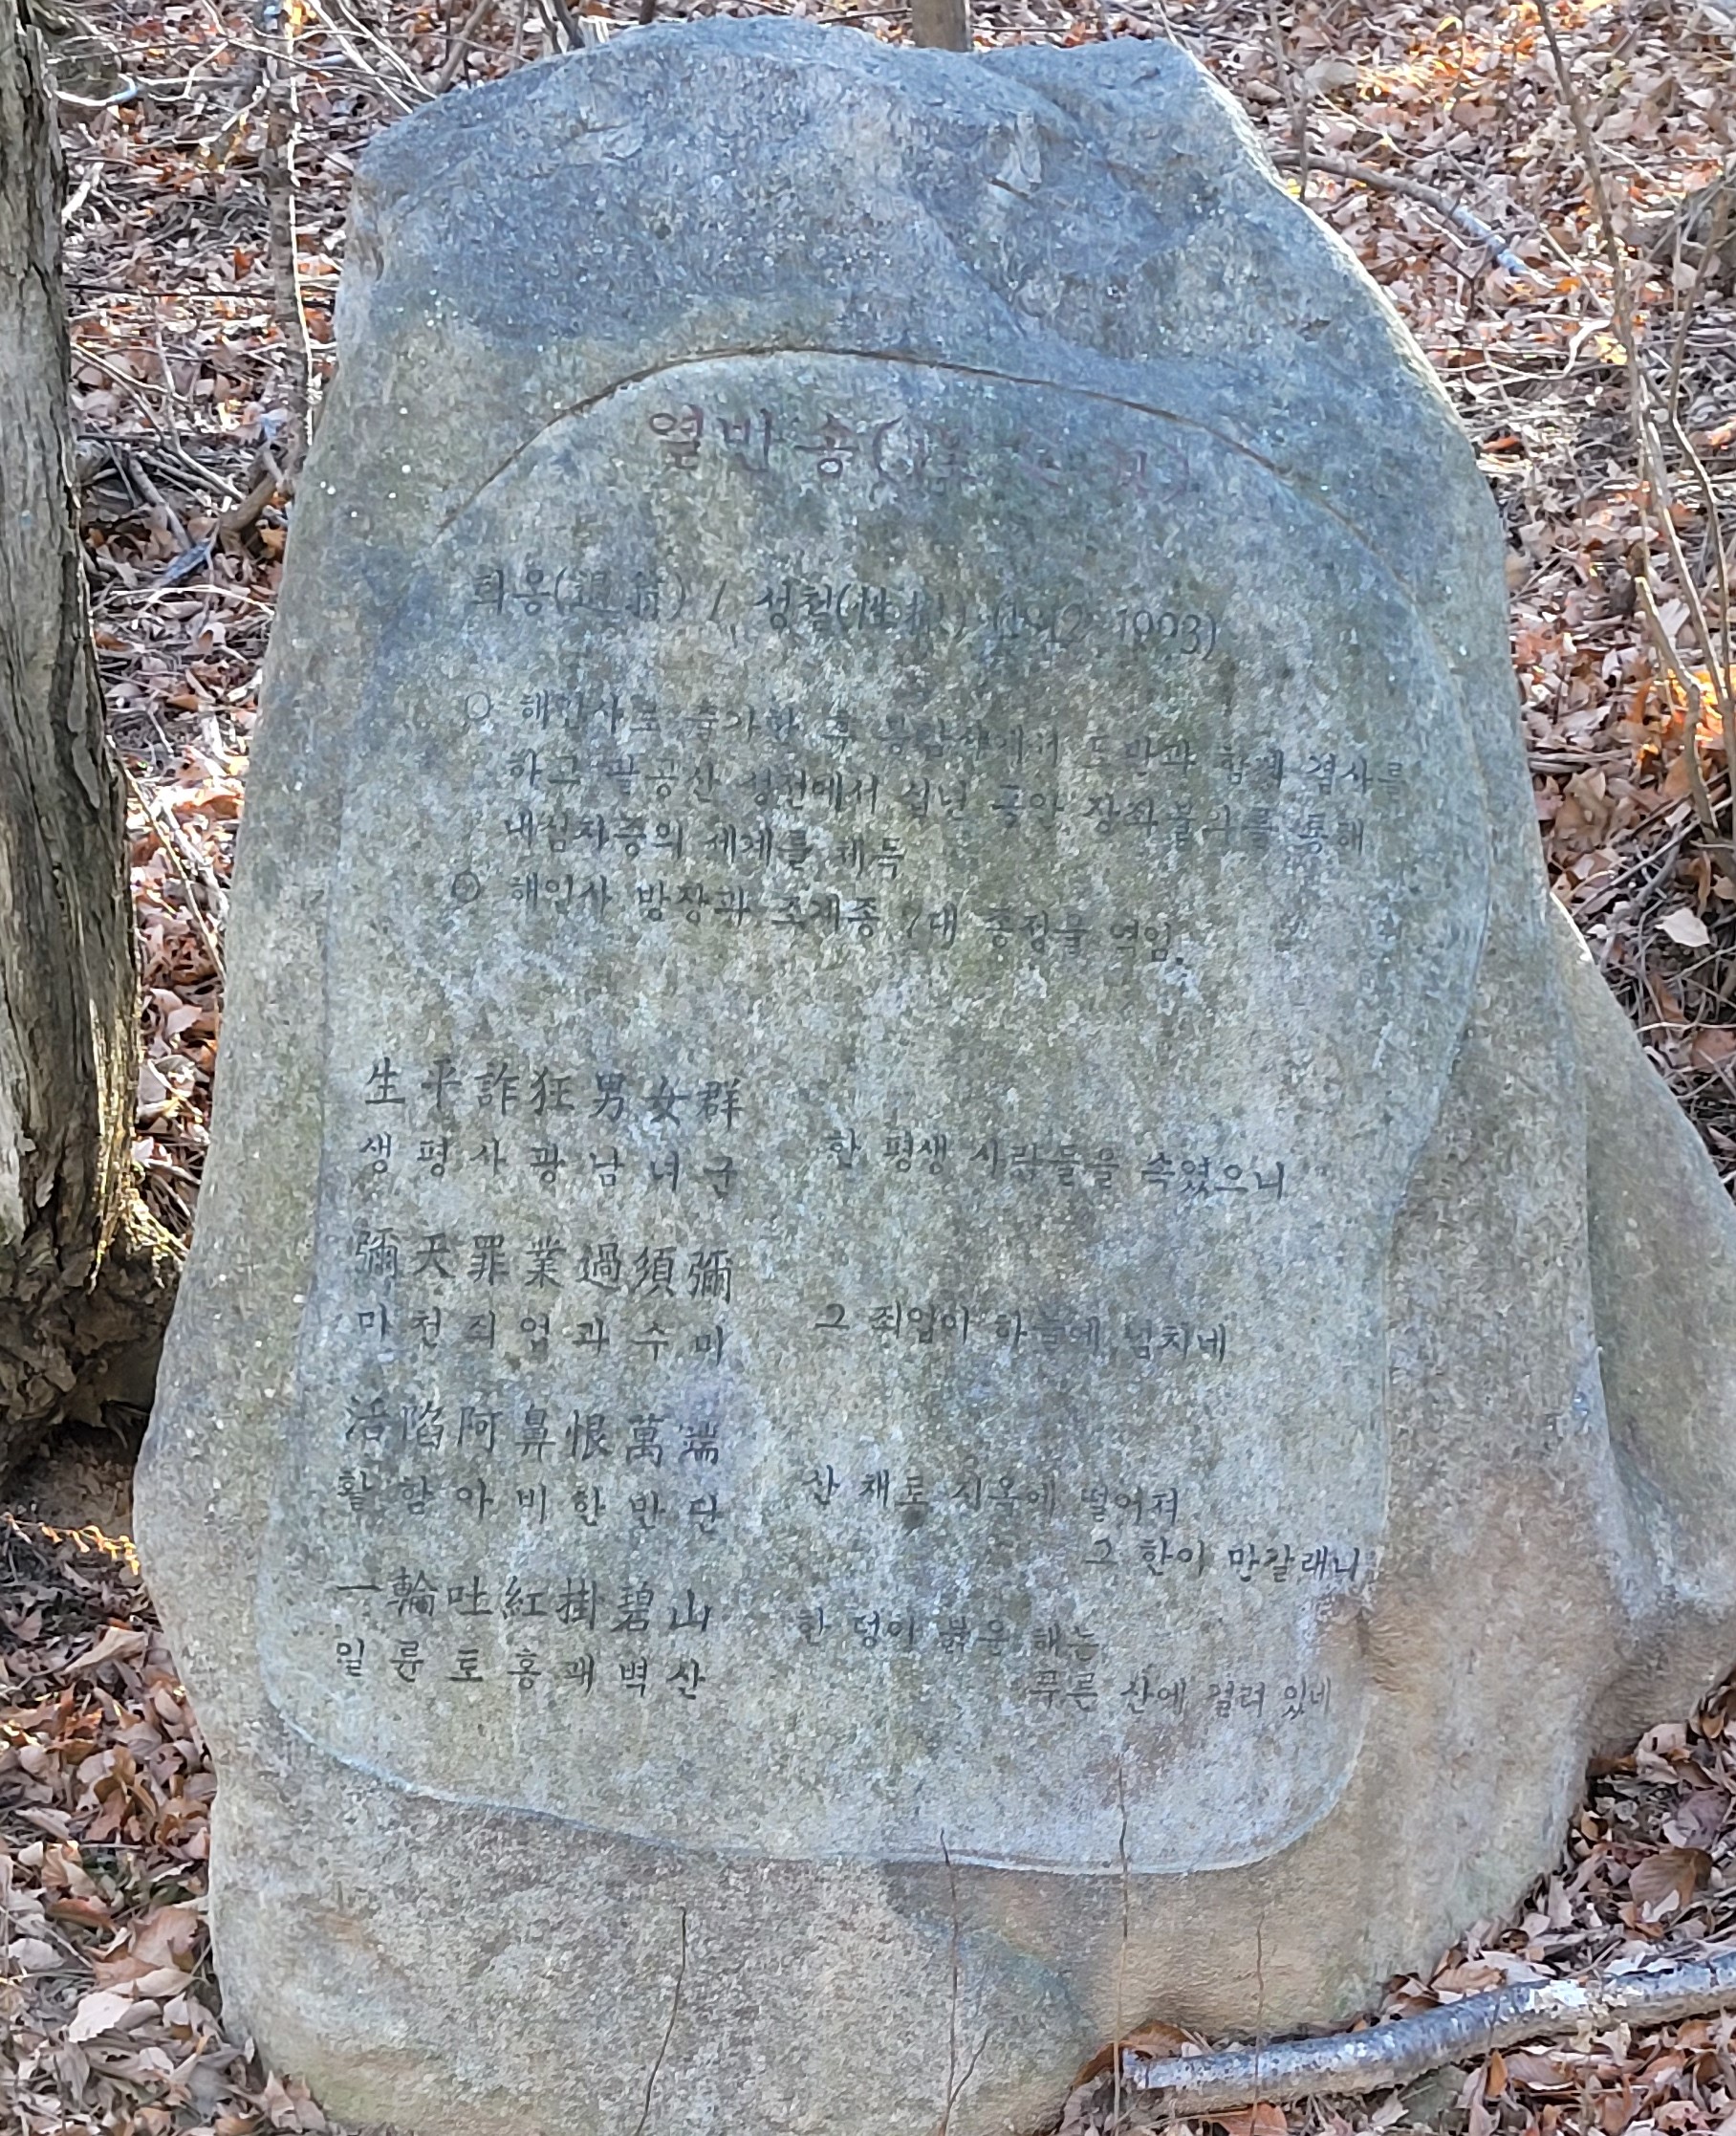 열반송(
퇴옹(退翁) / 성철(性徹) (1912-1993)
○ 해인사로 출가한 후 봉암사에서 도반과 함께 결사를
하고 팔공산 성전에서 십년 동안 장좌불와를 통해
내심자증의 세계를 체득
○ 해인사 방장과 조계종 7대 종정을 역임.
生平詐狂男女群
생평사광남녀군 한 평생 사람들을 속였으니
彌天罪業過須彌
미천죄업과수미 그 죄업이 하늘에 넘치네
活陷阿鼻恨萬端
활함아비한만단 산 채로 지옥에 떨어져
그 한이 만갈래니
一輪吐紅掛碧山
일륜토홍괘벽산 한 덩이 붉은 해는
푸른 산에 걸려 있네